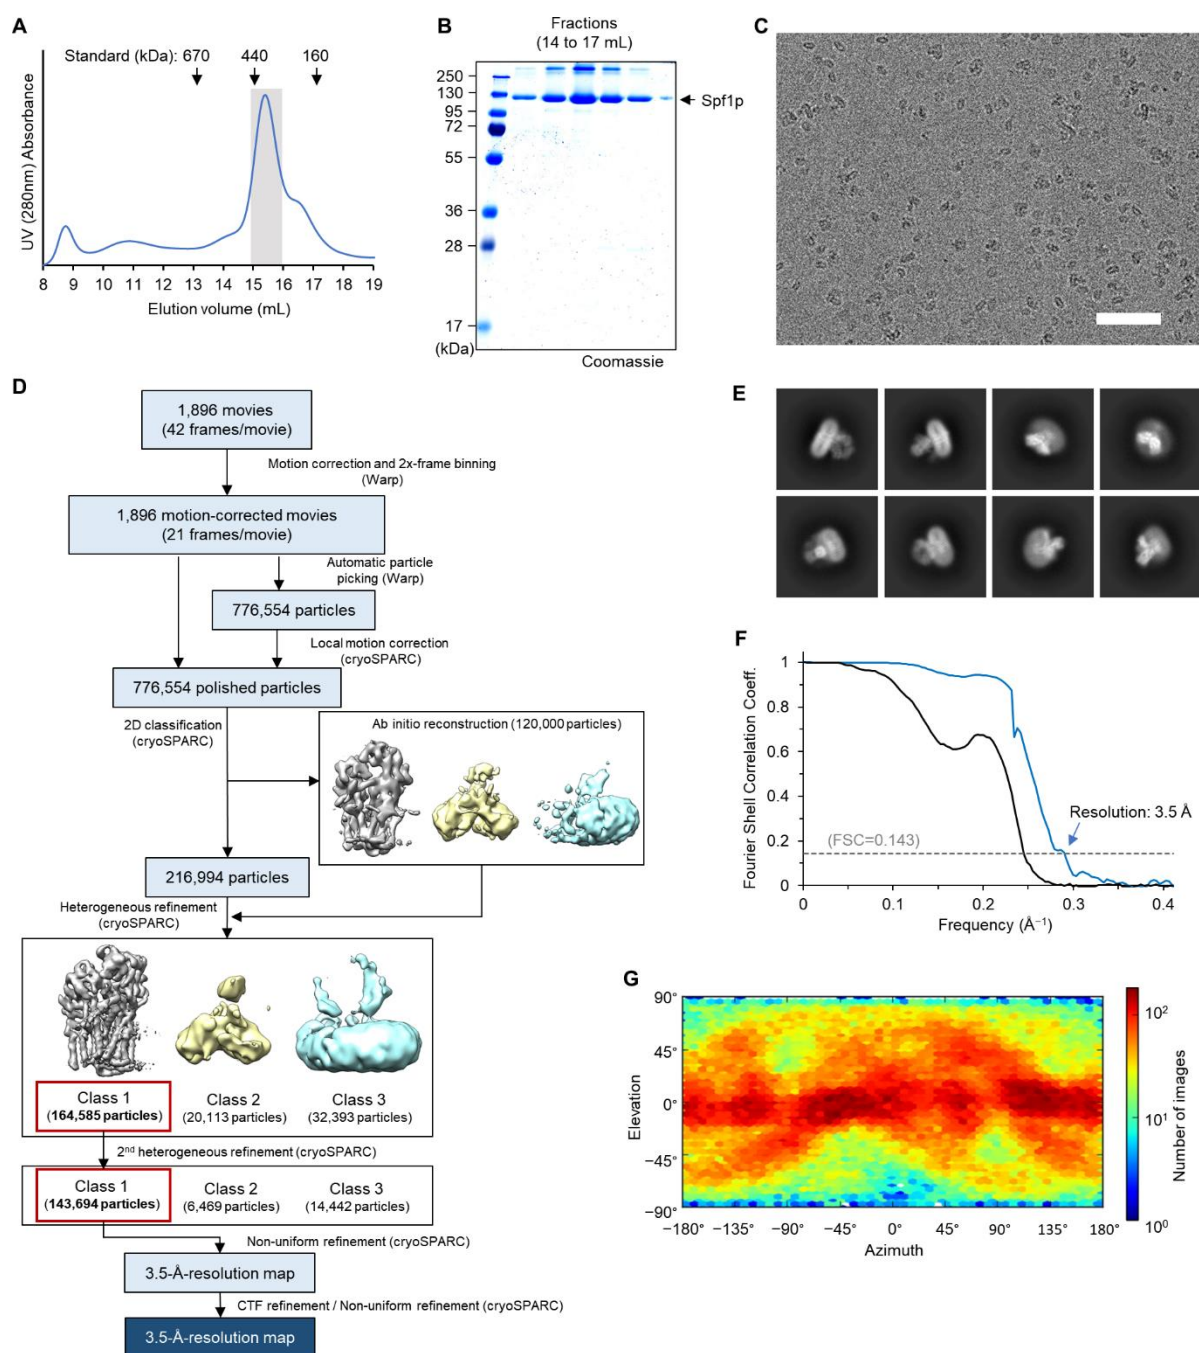 A
Standard (kDa): 670 440 160
UV (280nm) Absorbance
8 9 10 11 12 13 14 15 16 17 18 19
Elution volume (mL)
B
Fractions
(14 to 17 mL)
250
130
95
72
55
36
28
17
(kDa)
Spf1p
Coomassie
C
D
1,896 movies
(42 frames/movie)
Motion correction and 2x-frame binning
(Warp)
1,896 motion-corrected movies
(21 frames/movie)
Automatic particle
picking (Warp)
776,554 particles
Local motion correction
(cryoSPARC)
776,554 polished particles
2D classification
(cryoSPARC)
Ab initio reconstruction (120,000 particles)
216,994 particles
Heterogeneous refinement
(cryoSPARC)
Class 1
(164,585 particles)
Class 2
(20,113 particles)
Class 3
(32,393 particles)
2nd heterogeneous refinement (cryoSPARC)
Class 1
(143,694 particles)
Class 2
(6,469 particles)
Class 3
(14,442 particles)
Non-uniform refinement (cryoSPARC)
3.5-Å-resolution map
CTF refinement / Non-uniform refinement (cryoSPARC)
3.5-Å-resolution map
E
F
Fourier Shell Correlation Coeff.
1
0.8
0.6
0.4
0.2
0
Resolution: 3.5 Å
(FSC=0.143)
0 0.1 0.2 0.3 0.4
Frequency (Å⁻¹)
G
Elevation
90°
45°
0°
−45°
−90°
−180° −135° −90° −45° 0° 45° 90° 135° 180°
Azimuth
10²
10¹
10⁰
Number of images